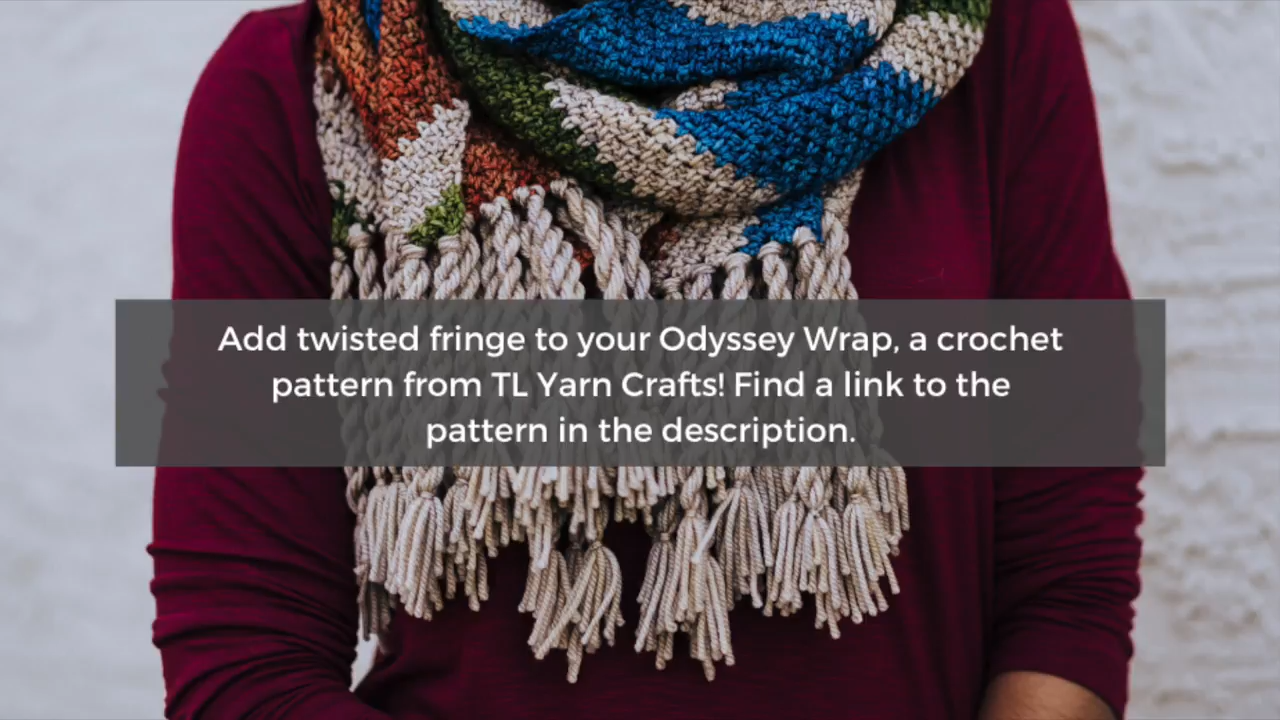 Add twisted fringe to your Odyssey Wrap, a crochet
pattern from TL Yarn Crafts! Find a link to the
pattern in the description.